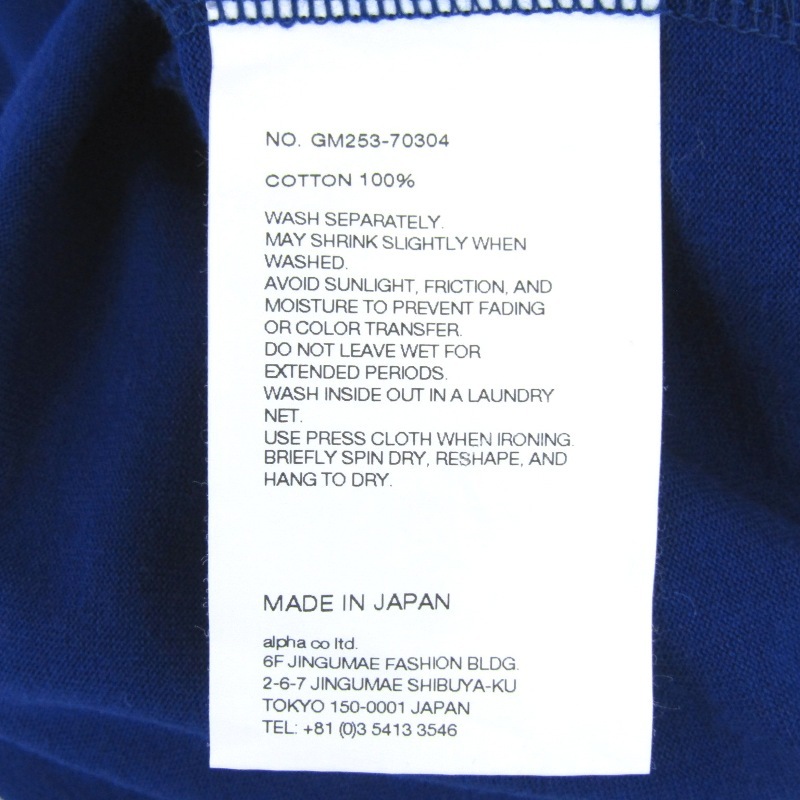 NO. GM253-70304
COTTON 100%
WASH SEPARATELY.
MAY SHRINK SLIGHTLY WHEN
WASHED.
AVOID SUNLIGHT, FRICTION, AND
MOISTURE TO PREVENT FADING
OR COLOR TRANSFER.
DO NOT LEAVE WET FOR
EXTENDED PERIODS.
WASH INSIDE OUT IN A LAUNDRY
NET.
USE PRESS CLOTH WHEN IRONING.
BRIEFLY SPIN DRY, RESHAPE, AND
HANG TO DRY.
MADE IN JAPAN
alpha co ltd.
6F JINGUMAE FASHION BLDG.
2-6-7 JINGUMAE SHIBUYA-KU
TOKYO 150-0001 JAPAN
TEL: +81 (0)3 5413 3546